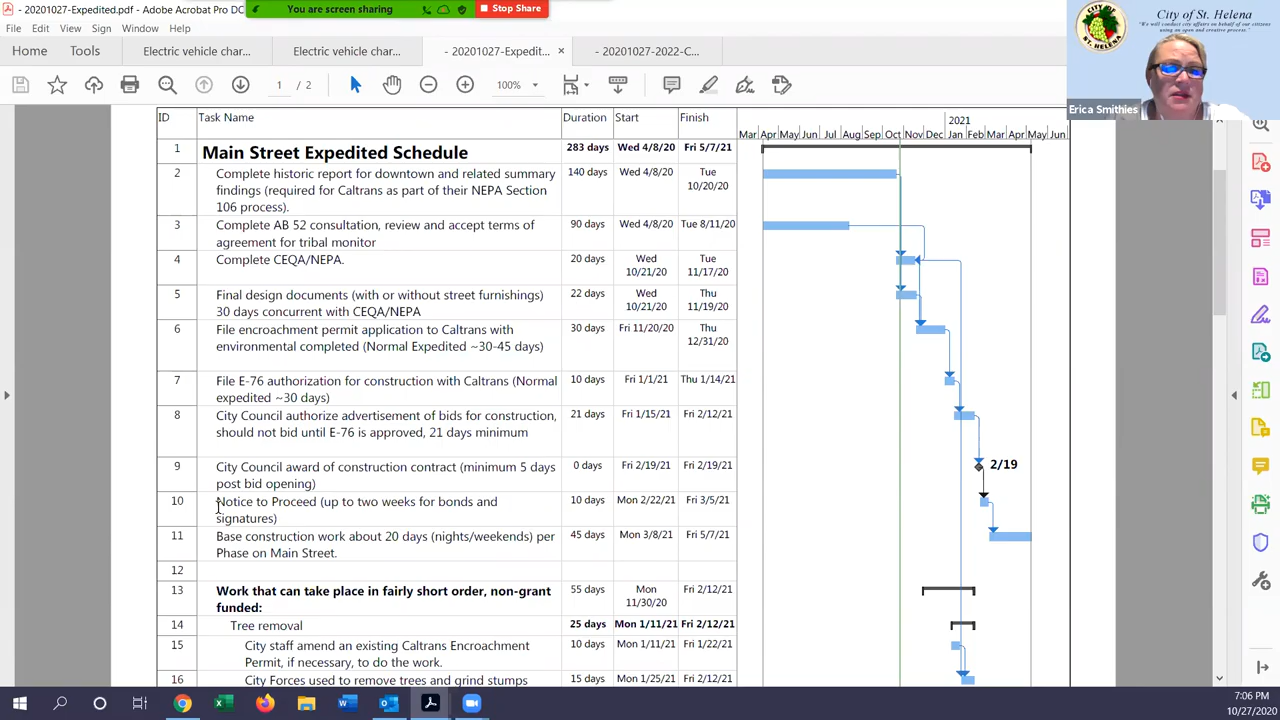 - 20201027-Expedited.pdf - Adobe Acrobat Pro DC
You are screen sharing
Stop Share
File Edit View Sign Window Help
Home Tools Electric vehicle char... Electric vehicle cha... - 20201027-Expedit... × - 20201027-2022-C...
1 / 2 100%
City of St. Helena
"We will conduct city affairs on behalf of our citizens
using an open and creative process."
CITY OF
ST. HELENA
Erica Smithies
ID Task Name Duration Start Finish
2021
Mar Apr May Jun Jul Aug Sep Oct Nov Dec Jan Feb Mar Apr May Jun
1 Main Street Expedited Schedule 283 days Wed 4/8/20 Fri 5/7/21
2 Complete historic report for downtown and related summary 140 days Wed 4/8/20 Tue
findings (required for Caltrans as part of their NEPA Section 10/20/20
106 process).
3 Complete AB 52 consultation, review and accept terms of 90 days Wed 4/8/20 Tue 8/11/20
agreement for tribal monitor
4 Complete CEQA/NEPA. 20 days Wed Tue
10/21/20 11/17/20
5 Final design documents (with or without street furnishings) 22 days Wed Thu
30 days concurrent with CEQA/NEPA 10/21/20 11/19/20
6 File encroachment permit application to Caltrans with 30 days Fri 11/20/20 Thu
environmental completed (Normal Expedited ~30-45 days) 12/31/20
7 File E-76 authorization for construction with Caltrans (Normal 10 days Fri 1/1/21 Thu 1/14/21
expedited ~30 days)
8 City Council authorize advertisement of bids for construction, 21 days Fri 1/15/21 Fri 2/12/21
should not bid until E-76 is approved, 21 days minimum
9 City Council award of construction contract (minimum 5 days 0 days Fri 2/19/21 Fri 2/19/21 2/19
post bid opening)
10 Notice to Proceed (up to two weeks for bonds and 10 days Mon 2/22/21 Fri 3/5/21
signatures)
11 Base construction work about 20 days (nights/weekends) per 45 days Mon 3/8/21 Fri 5/7/21
Phase on Main Street.
12
13 Work that can take place in fairly short order, non-grant 55 days Mon Fri 2/12/21
funded: 11/30/20
14 Tree removal 25 days Mon 1/11/21 Fri 2/12/21
15 City staff amend an existing Caltrans Encroachment 10 days Mon 1/11/21 Fri 1/22/21
Permit, if necessary, to do the work.
16 City Forces used to remove trees and grind stumps 15 days Mon 1/25/21 Fri 2/12/21
7:06 PM
10/27/2020